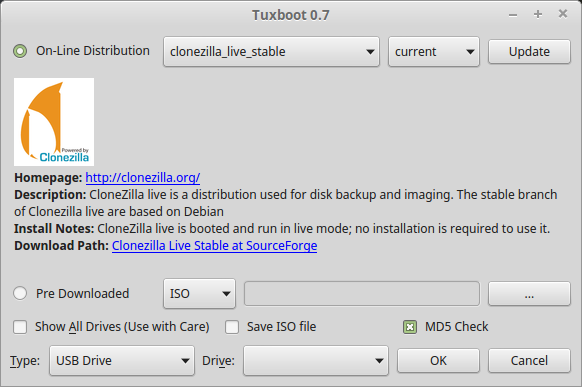 Tuxboot 0.7
On-Line Distribution clonezilla_live_stable current Update
Powered by
Clonezilla
Homepage: http://clonezilla.org/
Description: CloneZilla live is a distribution used for disk backup and imaging. The stable branch
of Clonezilla live are based on Debian
Install Notes: CloneZilla live is booted and run in live mode; no installation is required to use it.
Download Path: Clonezilla Live Stable at SourceForge
Pre Downloaded ISO ...
Show All Drives (Use with Care) Save ISO file MD5 Check
Type: USB Drive Drive: OK Cancel